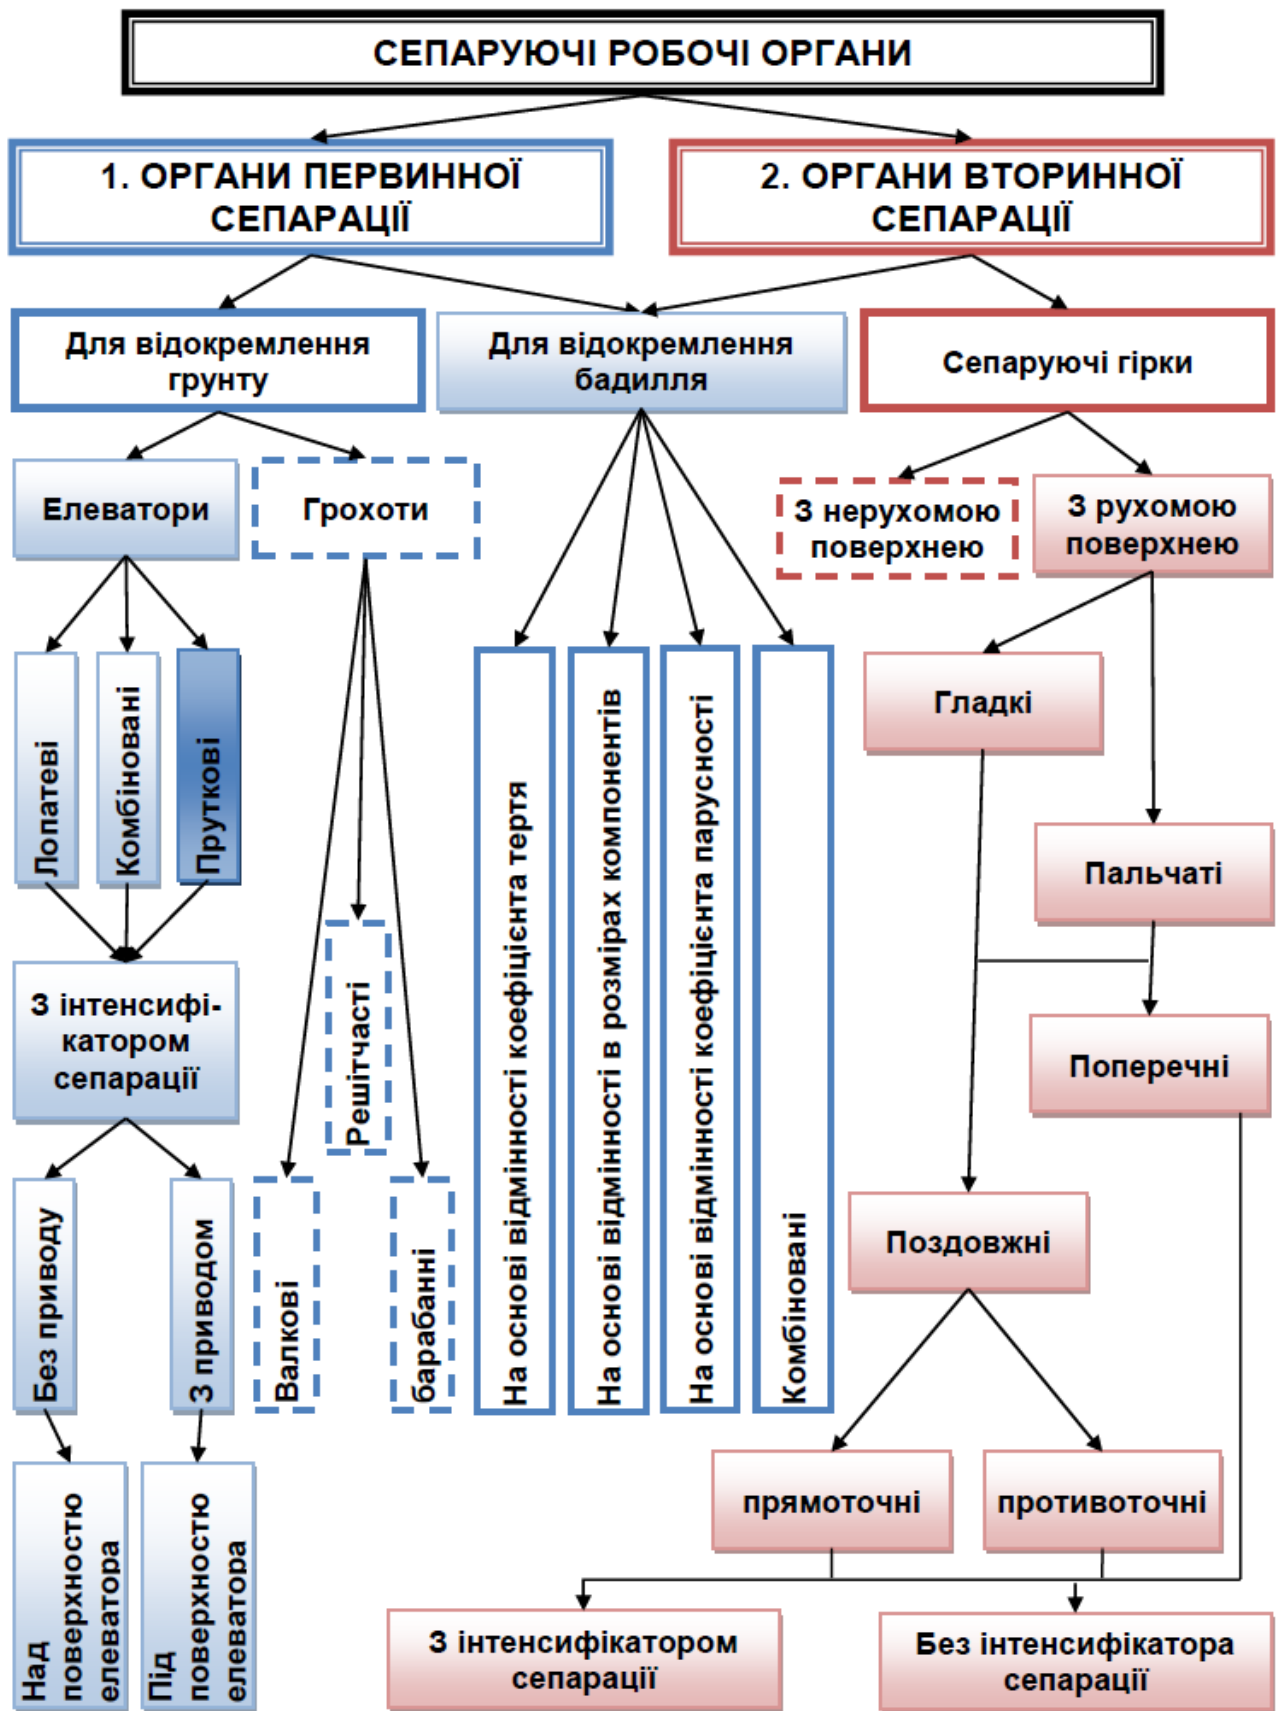 СЕПАРУЮЧІ РОБОЧІ ОРГАНИ
1. ОРГАНИ ПЕРВИННОЇ
СЕПАРАЦІЇ
2. ОРГАНИ ВТОРИННОЇ
СЕПАРАЦІЇ
Для відокремлення
грунту
Для відокремлення
бадилля
Сепаруючі гірки
Елеватори
Грохоти
З нерухомою
поверхнею
З рухомою
поверхнею
Лопатеві
Комбіновані
Пруткові
На основі відмінності коефіцієнта тертя
На основі відмінності в розмірах компонентів
На основі відмінності коефіцієнта парусності
Комбіновані
Гладкі
Пальчаті
З інтенсифі-
катором
сепарації
Решітчасті
Поперечні
Без приводу
З приводом
Валкові
барабанні
Поздовжні
Над
поверхностю
елеватора
Під
поверхностю
елеватора
прямоточні
противоточні
З інтенсифікатором
сепарації
Без інтенсифікатора
сепарації